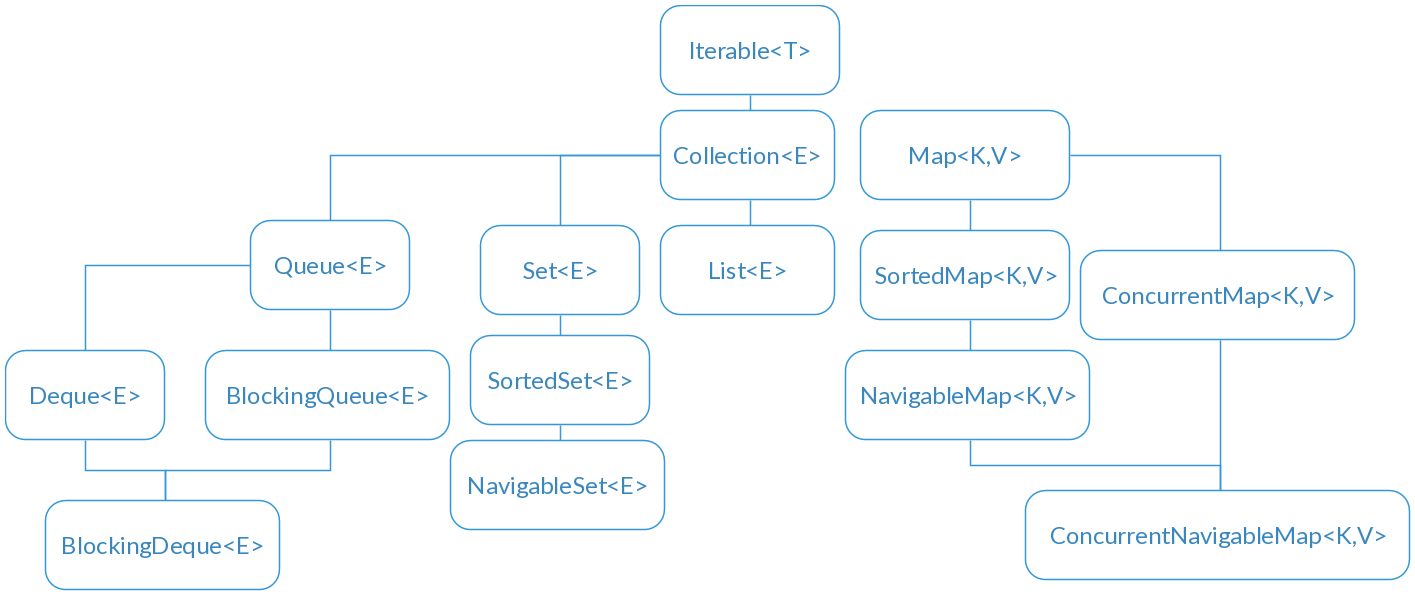 Iterable<T>
Collection<E>
Map<K,V>
Queue<E>
Set<E>
List<E>
SortedMap<K,V>
ConcurrentMap<K,V>
Deque<E>
BlockingQueue<E>
SortedSet<E>
NavigableMap<K,V>
NavigableSet<E>
BlockingDeque<E>
ConcurrentNavigableMap<K,V>